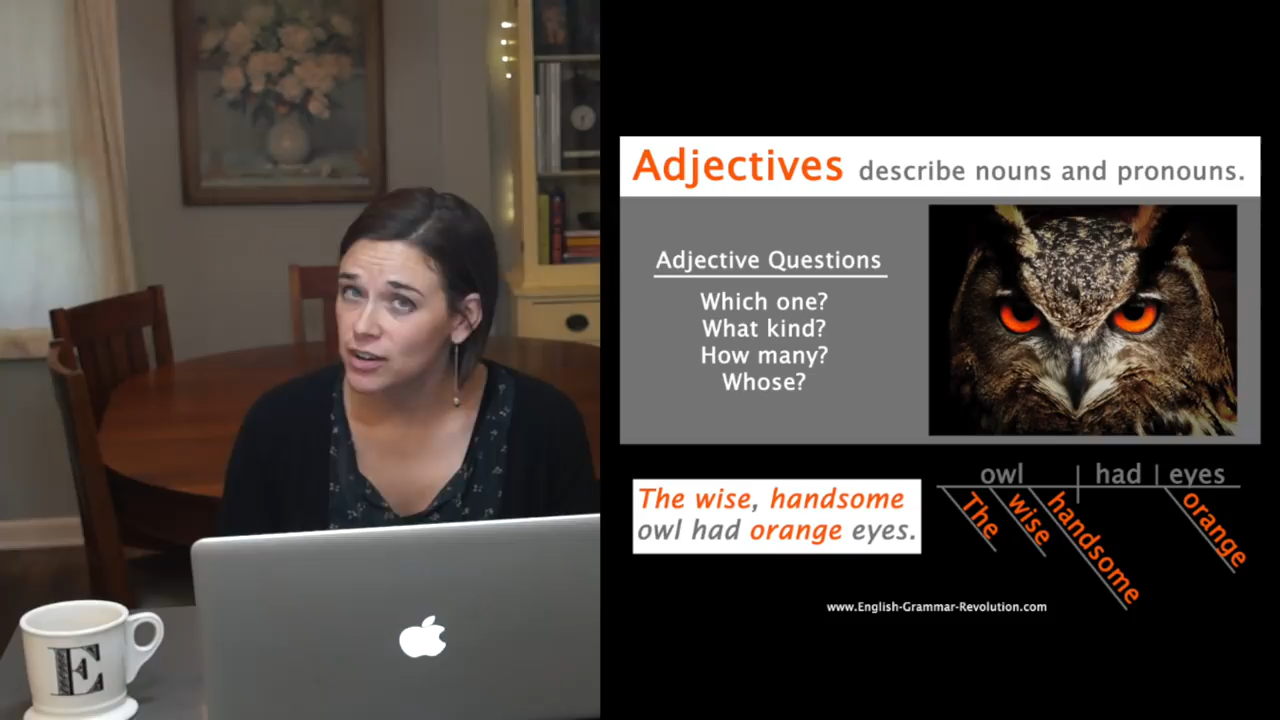 Adjectives describe nouns and pronouns.
Adjective Questions
Which one?
What kind?
How many?
Whose?
The wise, handsome
owl had orange eyes.
owl had eyes
The wise handsome orange
www.English-Grammar-Revolution.com
E